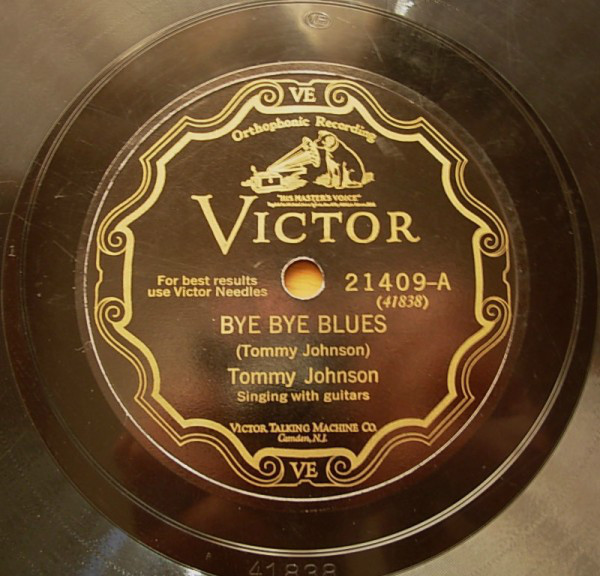 VE
Orthophonic Recording
"HIS MASTER'S VOICE"
VICTOR
For best results
use Victor Needles
21409-A
(41838)
BYE BYE BLUES
(Tommy Johnson)
Tommy Johnson
Singing with guitars
VICTOR TALKING MACHINE CO.
Camden, N.J.
VE
41838